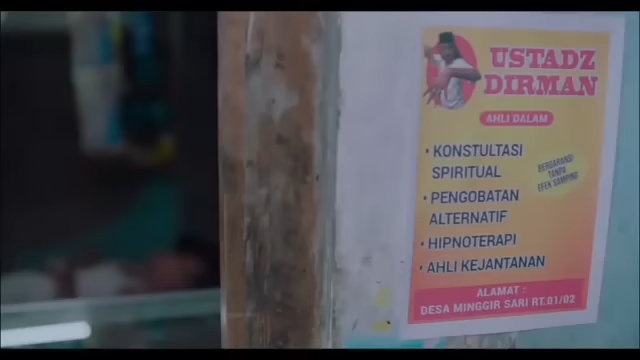 USTADZ
DIRMAN
AHLI DALAM
• KONSTULTASI
SPIRITUAL
BERGARANSI
TANPA
EFEK SAMPING
• PENGOBATAN
ALTERNATIF
• HIPNOTERAPI
• AHLI KEJANTANAN
ALAMAT :
DESA MINGGIR SARI RT.01/02